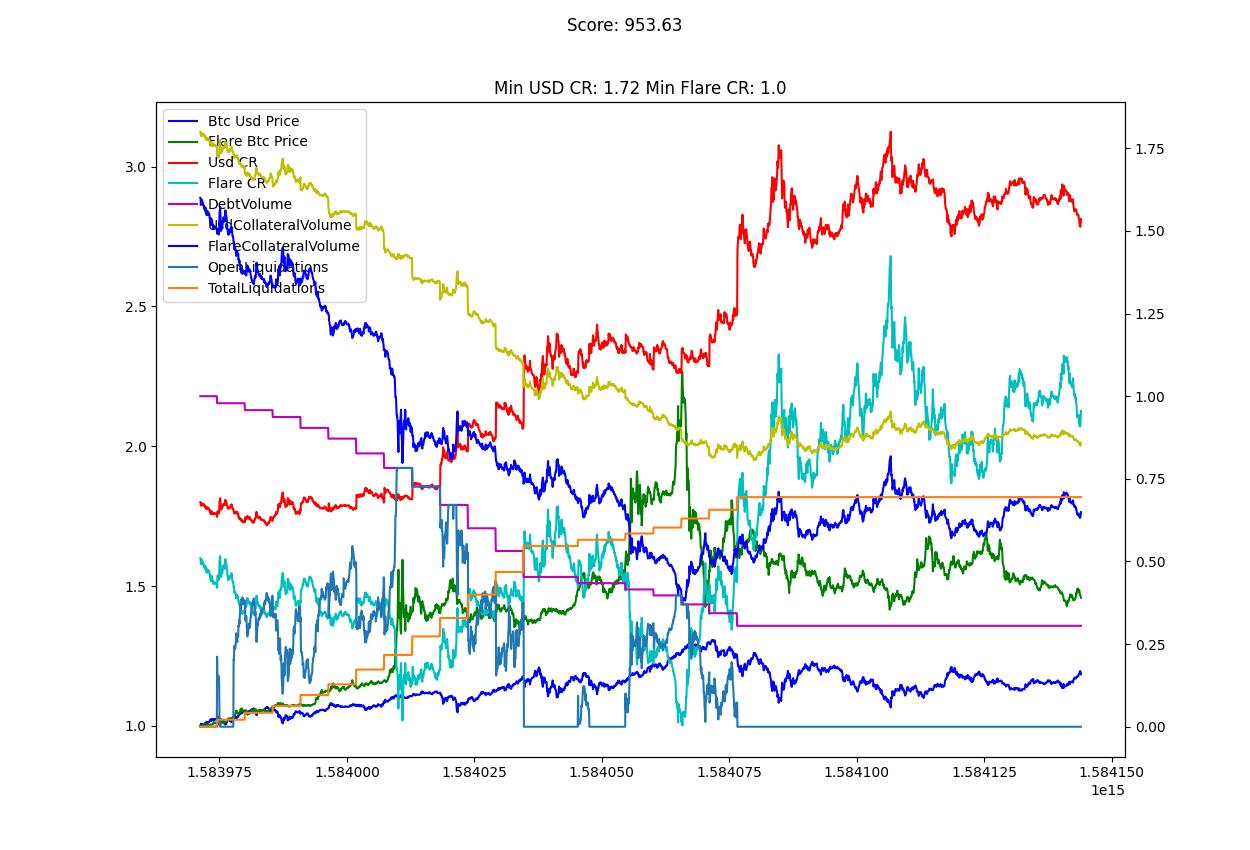 Score: 953.63
Min USD CR: 1.72 Min Flare CR: 1.0
Btc Usd Price
Flare Btc Price
Usd CR
Flare CR
DebtVolume
UsdCollateralVolume
FlareCollateralVolume
OpenLiquidations
TotalLiquidations
3.0
2.5
2.0
1.5
1.0
1.75
1.50
1.25
1.00
0.75
0.50
0.25
0.00
1.583975 1.584000 1.584025 1.584050 1.584075 1.584100 1.584125 1.584150
1e15